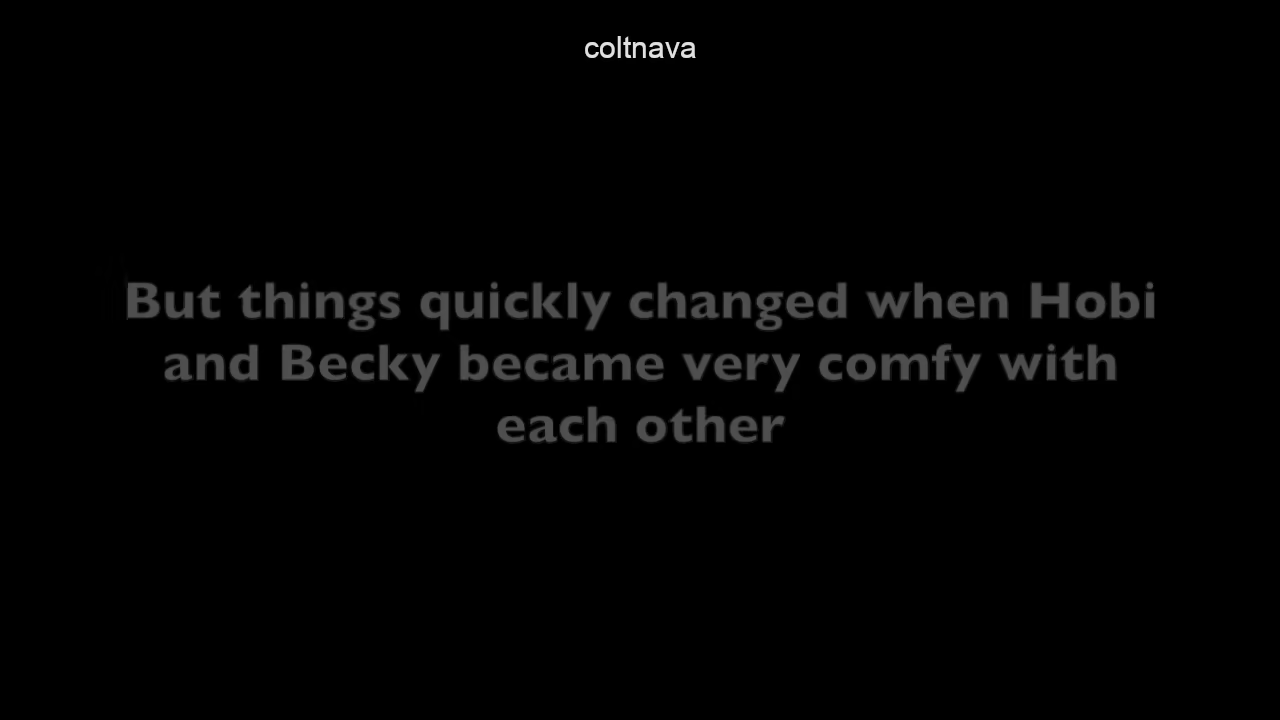 coltnava
But things quickly changed when Hobi
and Becky became very comfy with
each other